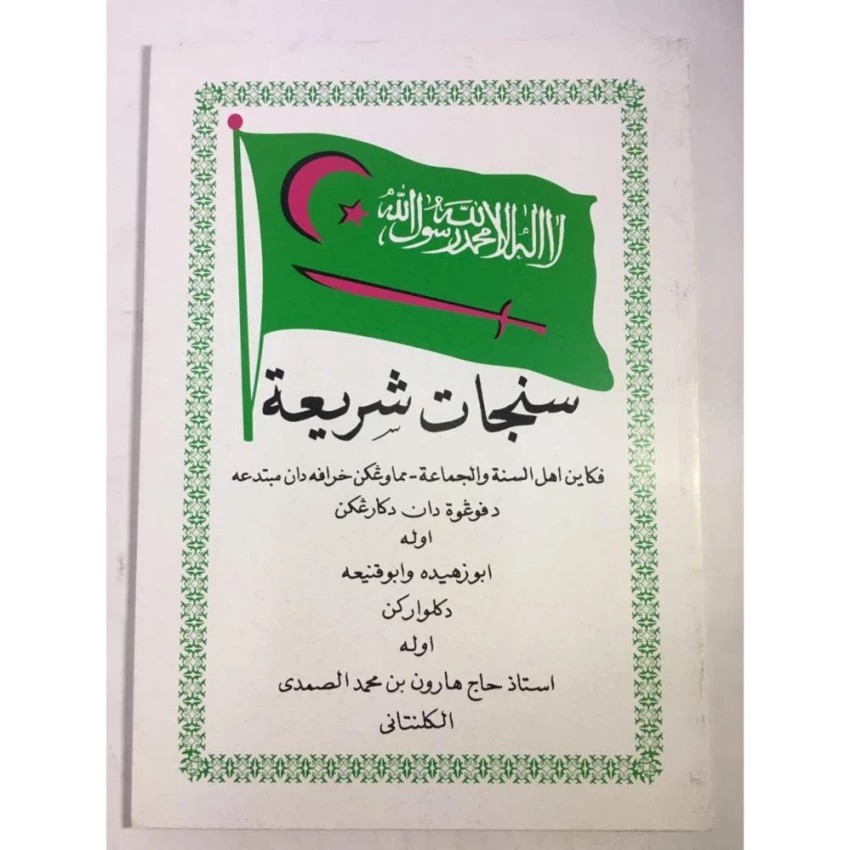 لا اله الا الله محمد رسول الله
سنجات شريعة
فكاين اهل السنة والجماعة - مماوڠكن خرافه دان مبتدعه
دفوڠوة دان دكارڠكن
اوله
ابوزهيده وابوقنيعه
دكلواركن
اوله
استاذ حاج هارون بن محمد الصمدى
الكلنتانى